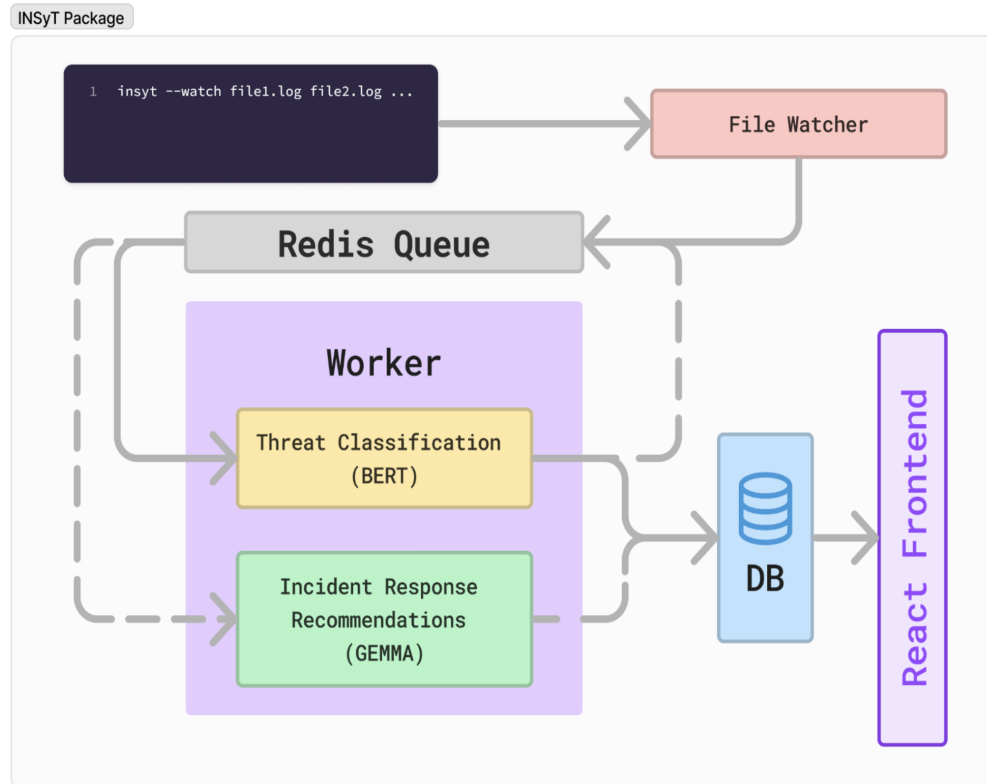 INSyT Package
1 insyt --watch file1.log file2.log ...
File Watcher
Redis Queue
Worker
Threat Classification
(BERT)
Incident Response
Recommendations
(GEMMA)
DB
React Frontend